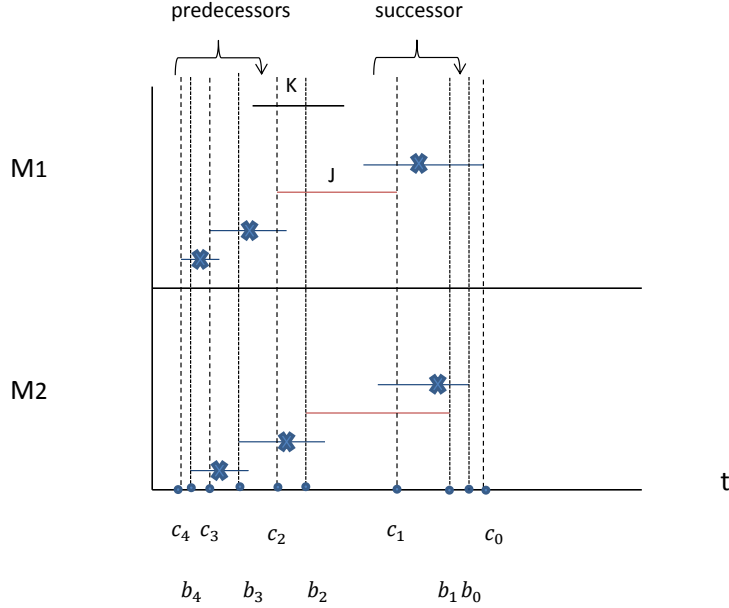 predecessors successor
K
M1
J
M2
t
c₄ c₃ c₂ c₁ c₀
b₄ b₃ b₂ b₁ b₀